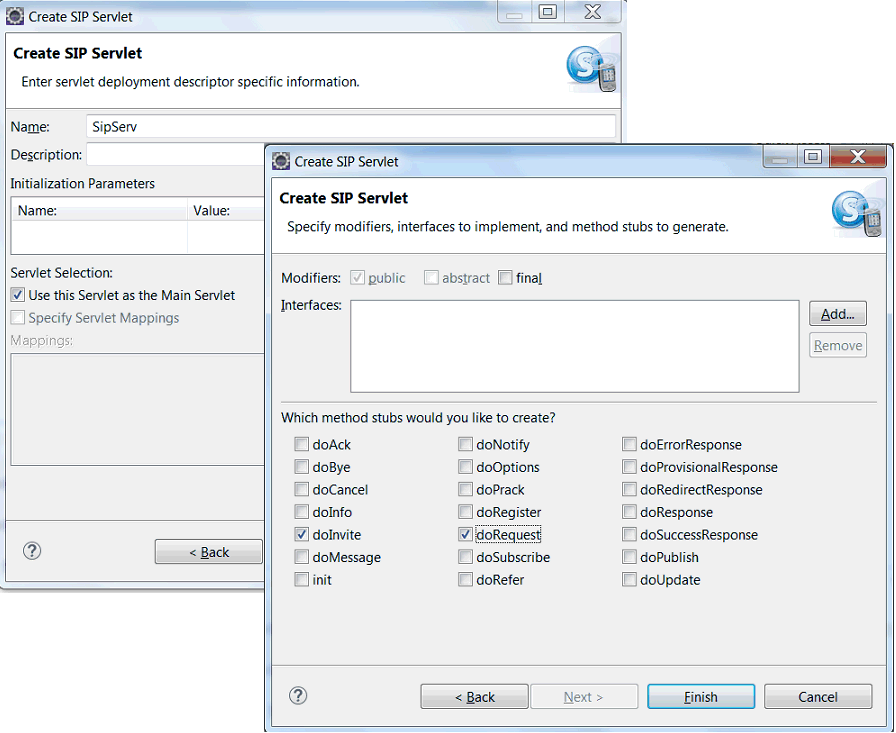 Create SIP Servlet
Create SIP Servlet
Enter servlet deployment descriptor specific information.
Name: SipServ
Description:
Initialization Parameters
Name: Value:
Servlet Selection:
Use this Servlet as the Main Servlet
Specify Servlet Mappings
Mappings:
< Back
Create SIP Servlet
Create SIP Servlet
Specify modifiers, interfaces to implement, and method stubs to generate.
Modifiers: public abstract final
Interfaces:
Add...
Remove
Which method stubs would you like to create?
doAck doNotify doErrorResponse
doBye doOptions doProvisionalResponse
doCancel doPrack doRedirectResponse
doInfo doRegister doResponse
doInvite doRequest doSuccessResponse
doMessage doSubscribe doPublish
init doRefer doUpdate
< Back Next > Finish Cancel